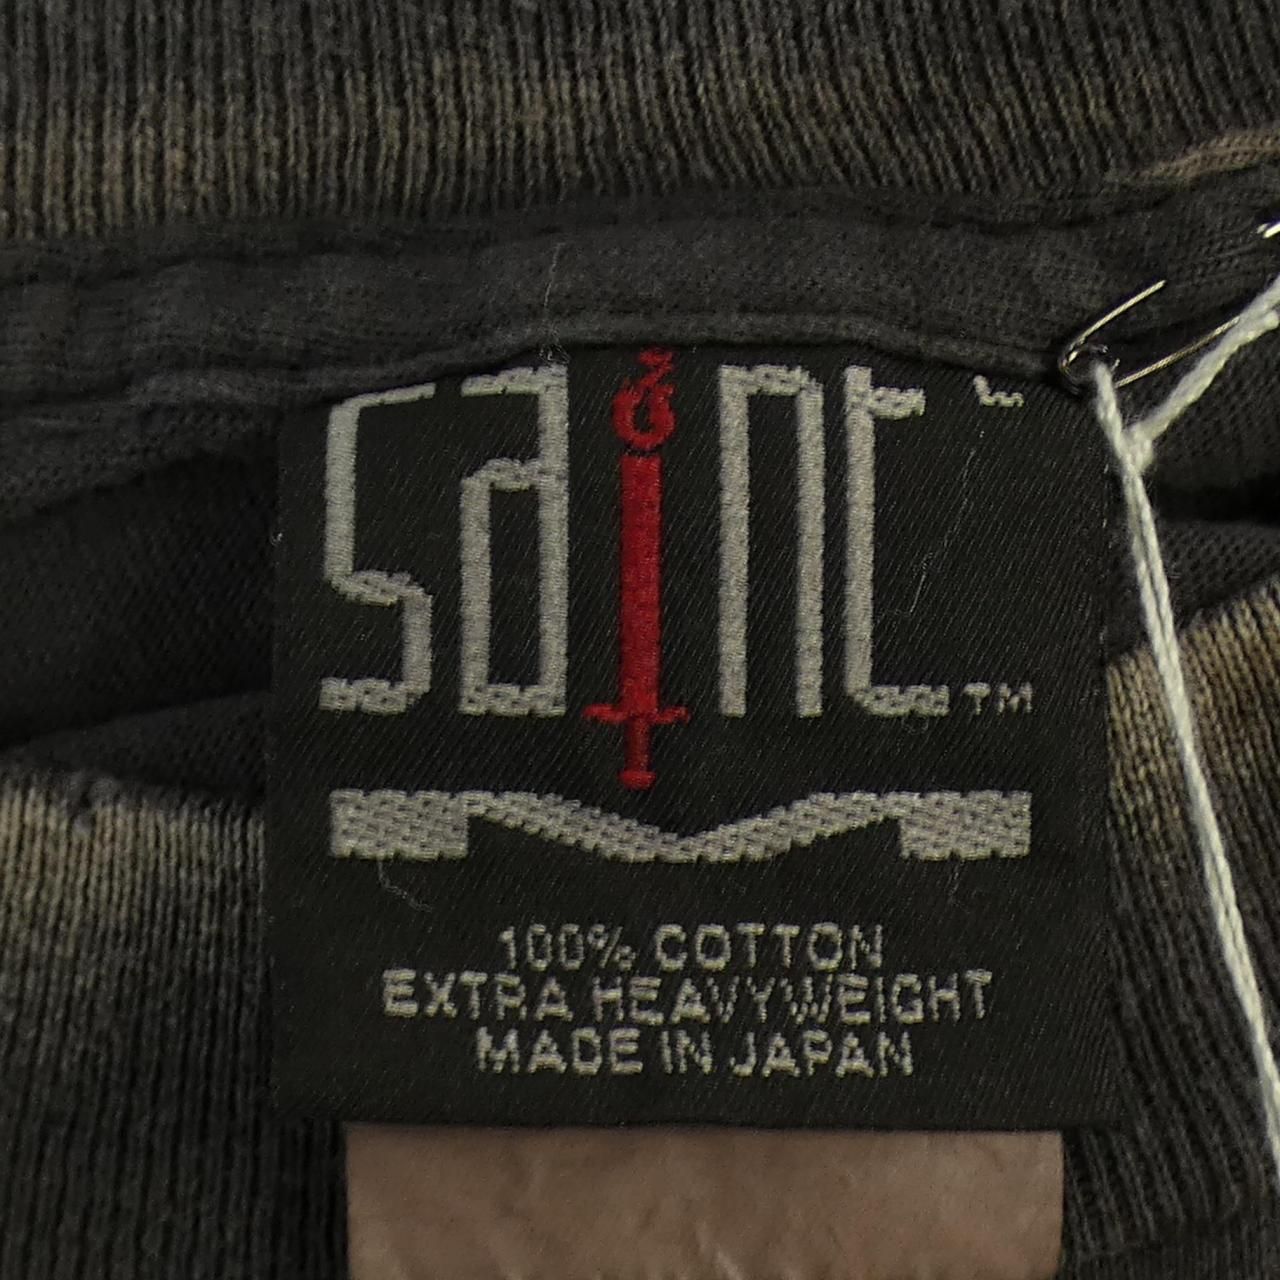 SaINt TM
100% COTTON
EXTRA HEAVYWEIGHT
MADE IN JAPAN